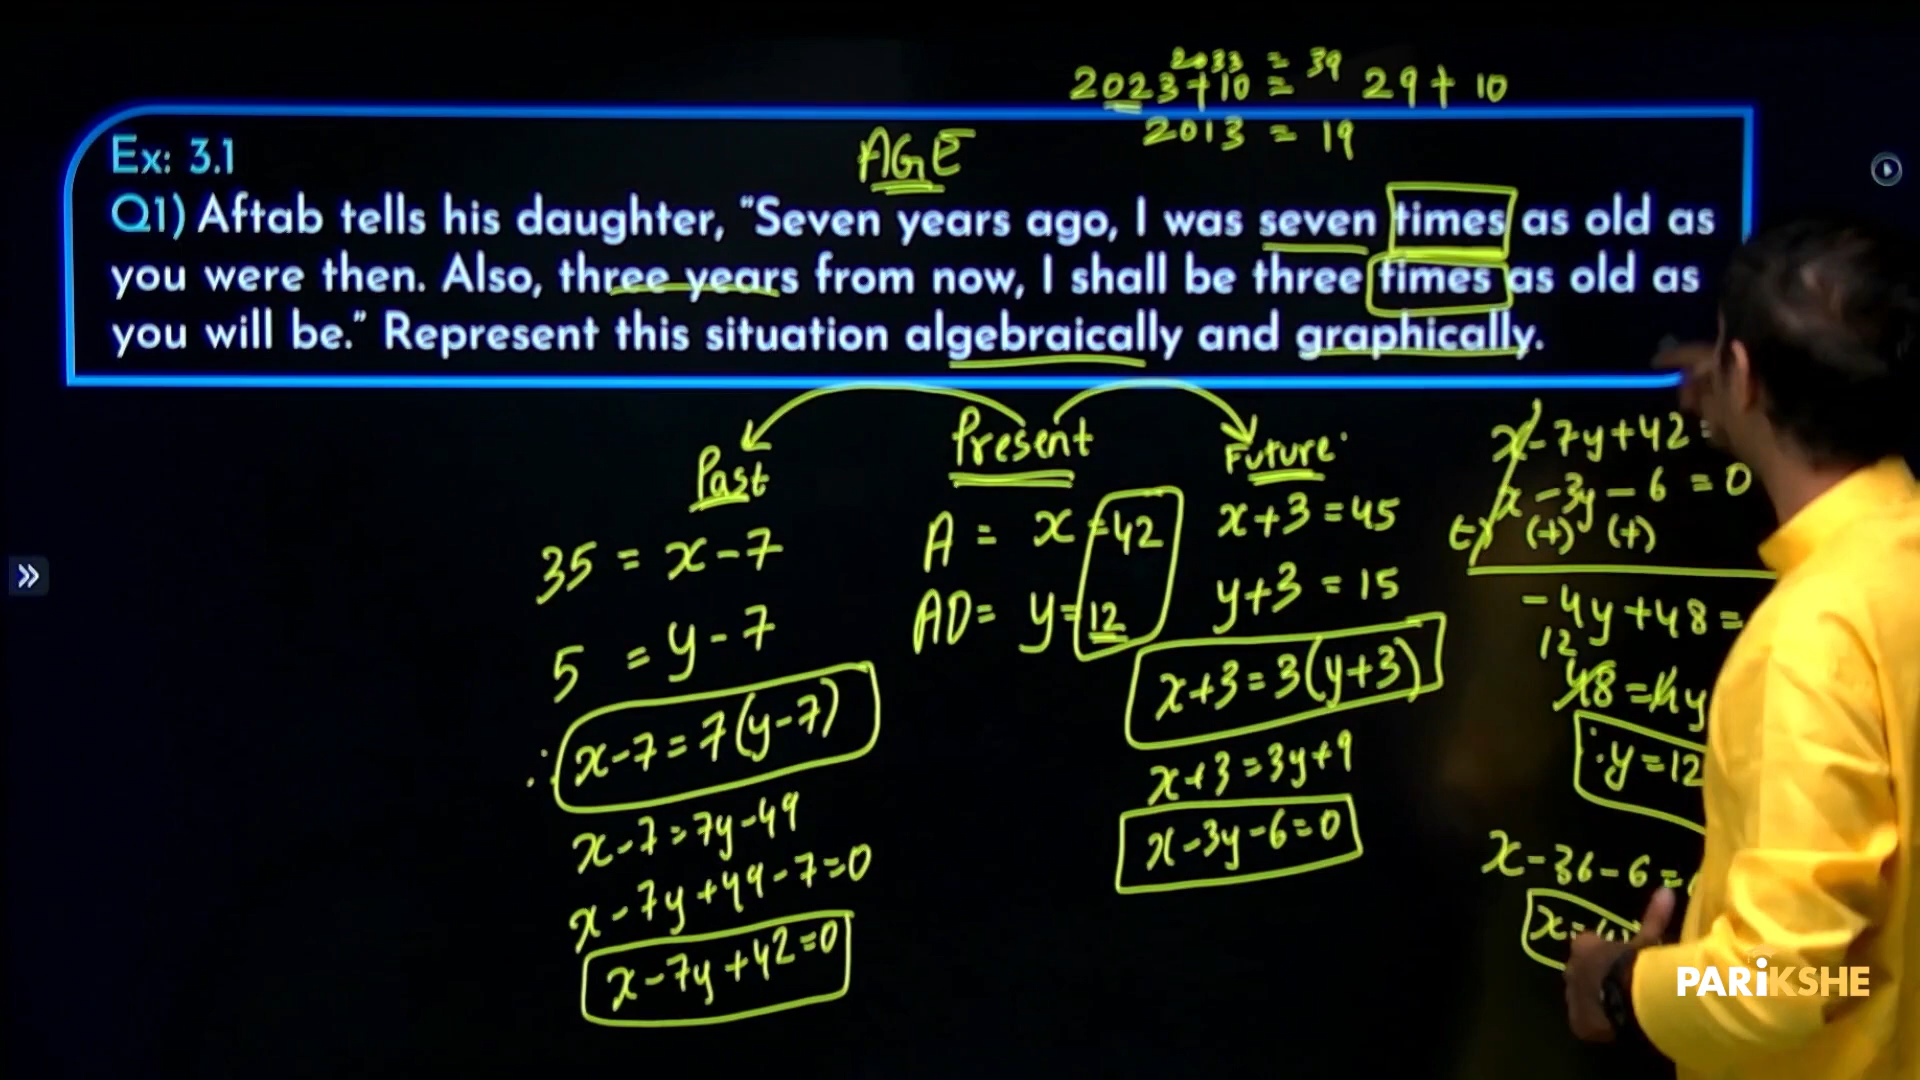 2033 = 39
2023+10 = 29+ 10
2013 = 19
AGE
Ex: 3.1
Q1) Aftab tells his daughter, "Seven years ago, I was seven times as old as
you were then. Also, three years from now, I shall be three times as old as
you will be." Represent this situation algebraically and graphically.
Past
Present
Future
35 = x-7
5 = y-7
∴ x-7=7(y-7)
x-7=7y-49
x-7y+49-7=0
x-7y+42=0
A = x = 42
AD= y=12
x+3=45
y+3 = 15
x+3=3(y+3)
x+3=3y+9
x-3y-6=0
x-7y+42=
x-3y-6 = 0
(-) (+) (+)
-4y+48=
12
48=4y
∴y=12
x-36-6=
x=
PARIKSHE